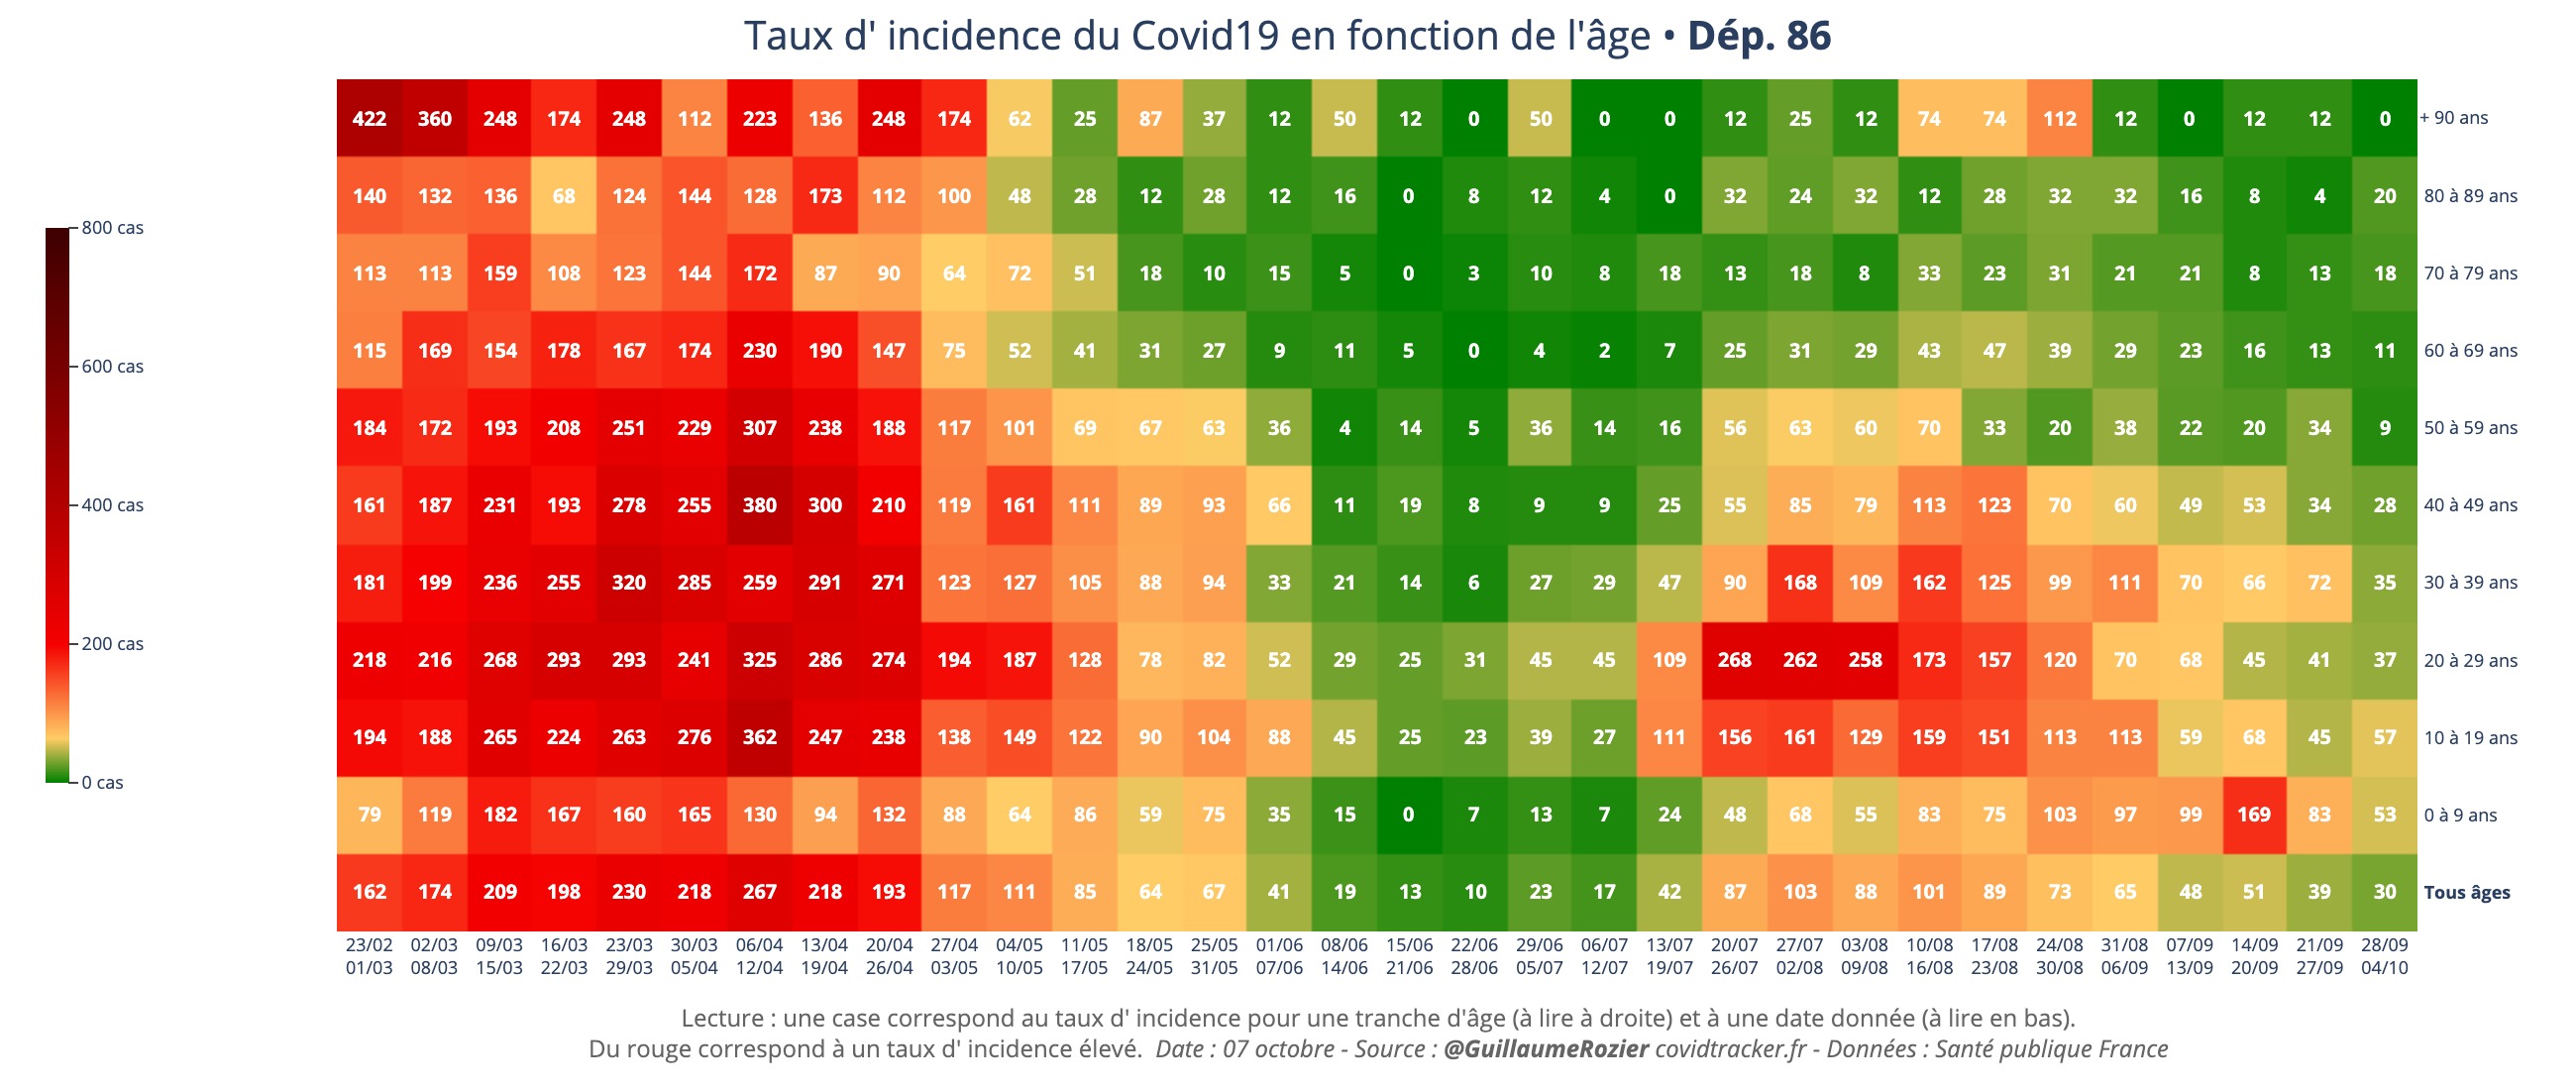 Taux d' incidence du Covid19 en fonction de l'âge • Dép. 86
422 360 248 174 248 112 223 136 248 174 62 25 87 37 12 50 12 0 50 0 0 12 25 12 74 74 112 12 0 12 12 0 + 90 ans
140 132 136 68 124 144 128 173 112 100 48 28 12 28 12 16 0 8 12 4 0 32 24 32 12 28 32 32 16 8 4 20 80 à 89 ans
800 cas
113 113 159 108 123 144 172 87 90 64 72 51 18 10 15 5 0 3 10 8 18 13 18 8 33 23 31 21 21 8 13 18 70 à 79 ans
115 169 154 178 167 174 230 190 147 75 52 41 31 27 9 11 5 0 4 2 7 25 31 29 43 47 39 29 23 16 13 11 60 à 69 ans
600 cas
184 172 193 208 251 229 307 238 188 117 101 69 67 63 36 4 14 5 36 14 16 56 63 60 70 33 20 38 22 20 34 9 50 à 59 ans
400 cas
161 187 231 193 278 255 380 300 210 119 161 111 89 93 66 11 19 8 9 9 25 55 85 79 113 123 70 60 49 53 34 28 40 à 49 ans
181 199 236 255 320 285 259 291 271 123 127 105 88 94 33 21 14 6 27 29 47 90 168 109 162 125 99 111 70 66 72 35 30 à 39 ans
200 cas
218 216 268 293 293 241 325 286 274 194 187 128 78 82 52 29 25 31 45 45 109 268 262 258 173 157 120 70 68 45 41 37 20 à 29 ans
194 188 265 224 263 276 362 247 238 138 149 122 90 104 88 45 25 23 39 27 111 156 161 129 159 151 113 113 59 68 45 57 10 à 19 ans
0 cas
79 119 182 167 160 165 130 94 132 88 64 86 59 75 35 15 0 7 13 7 24 48 68 55 83 75 103 97 99 169 83 53 0 à 9 ans
162 174 209 198 230 218 267 218 193 117 111 85 64 67 41 19 13 10 23 17 42 87 103 88 101 89 73 65 48 51 39 30 Tous âges
23/02 02/03 09/03 16/03 23/03 30/03 06/04 13/04 20/04 27/04 04/05 11/05 18/05 25/05 01/06 08/06 15/06 22/06 29/06 06/07 13/07 20/07 27/07 03/08 10/08 17/08 24/08 31/08 07/09 14/09 21/09 28/09
01/03 08/03 15/03 22/03 29/03 05/04 12/04 19/04 26/04 03/05 10/05 17/05 24/05 31/05 07/06 14/06 21/06 28/06 05/07 12/07 19/07 26/07 02/08 09/08 16/08 23/08 30/08 06/09 13/09 20/09 27/09 04/10
Lecture : une case correspond au taux d' incidence pour une tranche d'âge (à lire à droite) et à une date donnée (à lire en bas).
Du rouge correspond à un taux d' incidence élevé. Date : 07 octobre - Source : @GuillaumeRozier covidtracker.fr - Données : Santé publique France